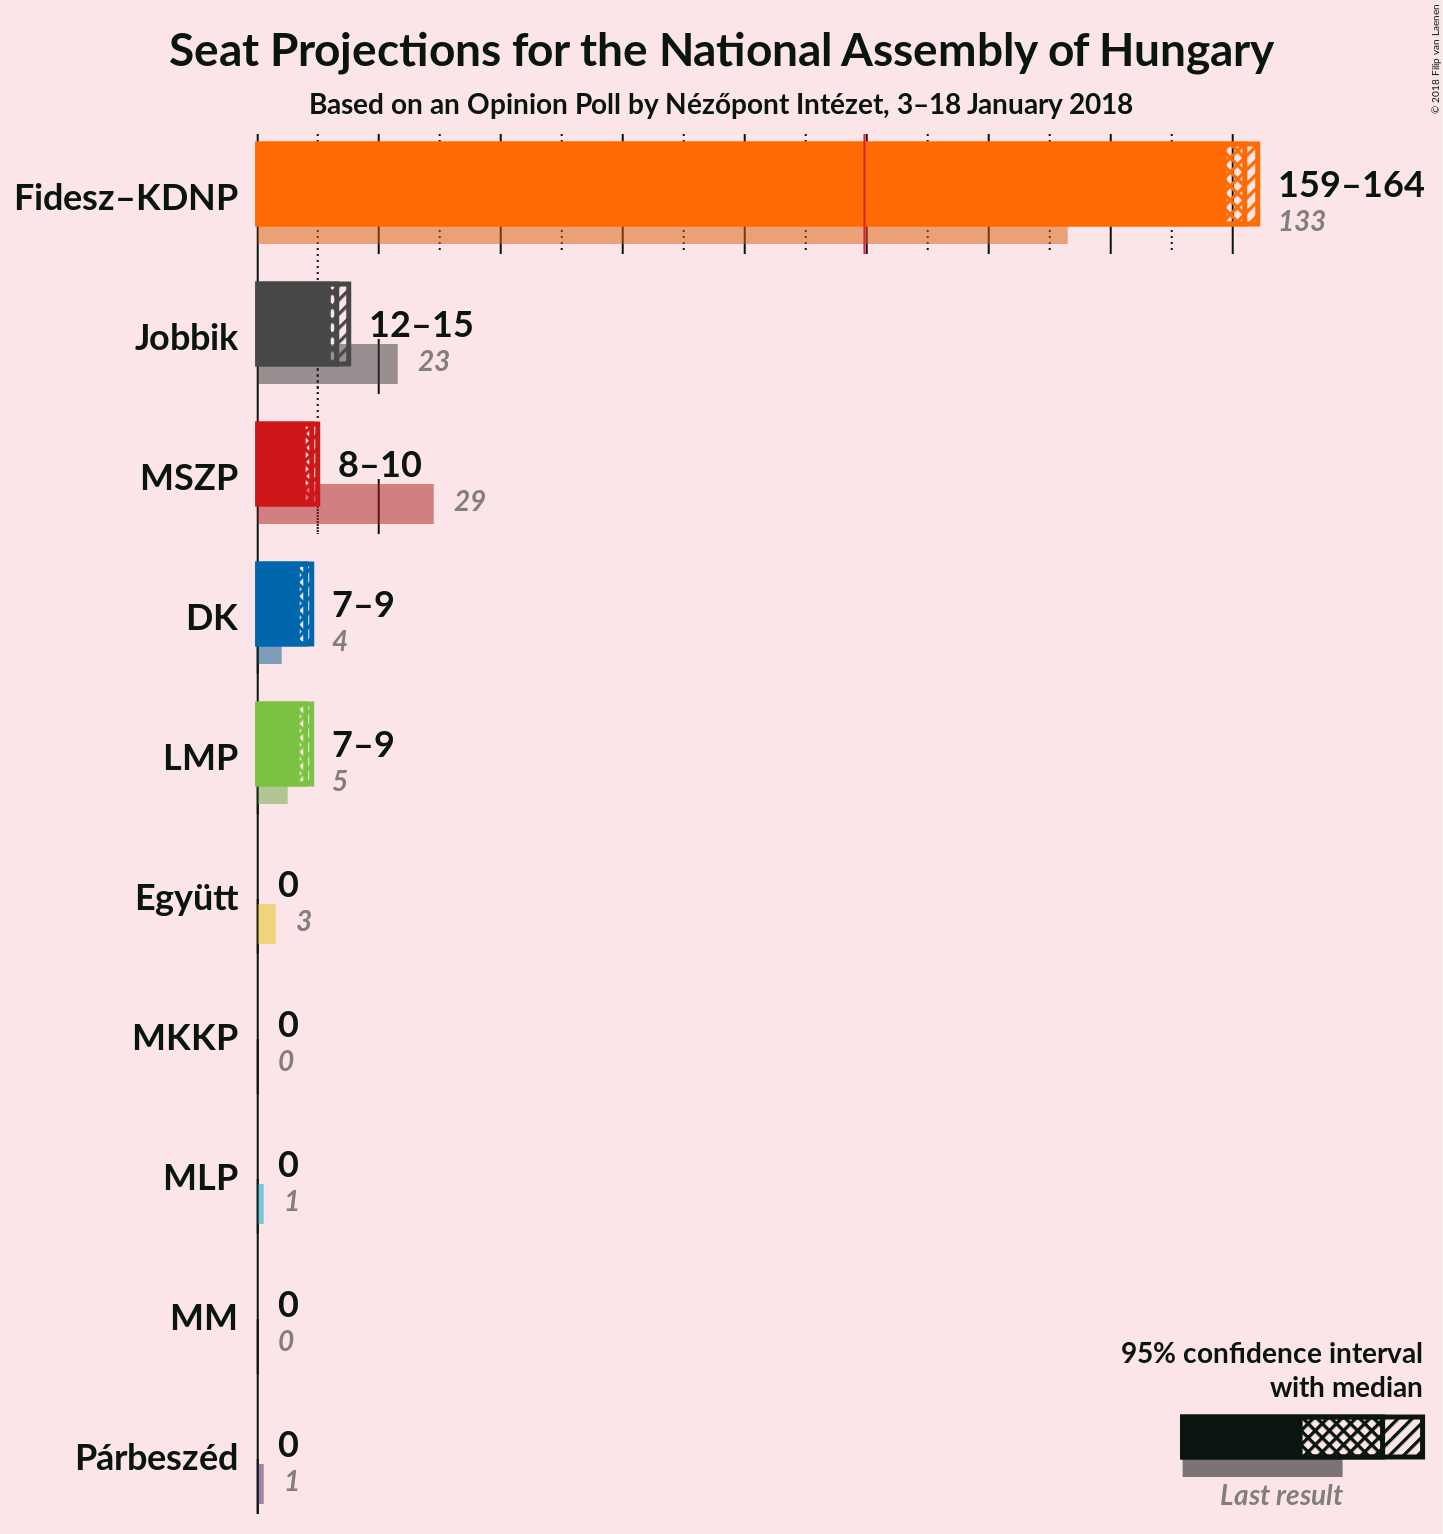 Seat Projections for the National Assembly of Hungary
Based on an Opinion Poll by Nézőpont Intézet, 3–18 January 2018
© 2018 Filip van Laenen
Fidesz–KDNP
159–164
133
Jobbik
12–15
23
MSZP
8–10
29
DK
7–9
4
LMP
7–9
5
Együtt
0
3
MKKP
0
0
MLP
0
1
MM
0
0
Párbeszéd
0
1
95% confidence interval
with median
Last result